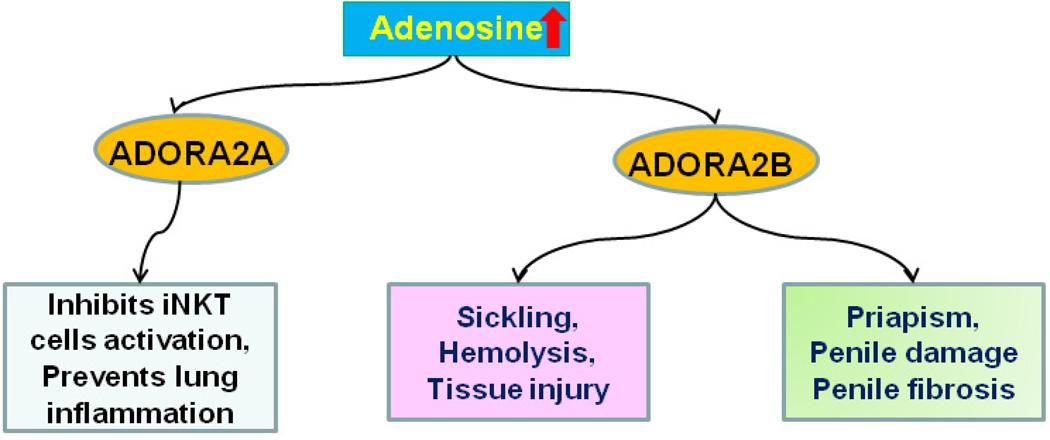 Adenosine
ADORA2A
ADORA2B
Inhibits iNKT
cells activation,
Prevents lung
inflammation
Sickling,
Hemolysis,
Tissue injury
Priapism,
Penile damage
Penile fibrosis